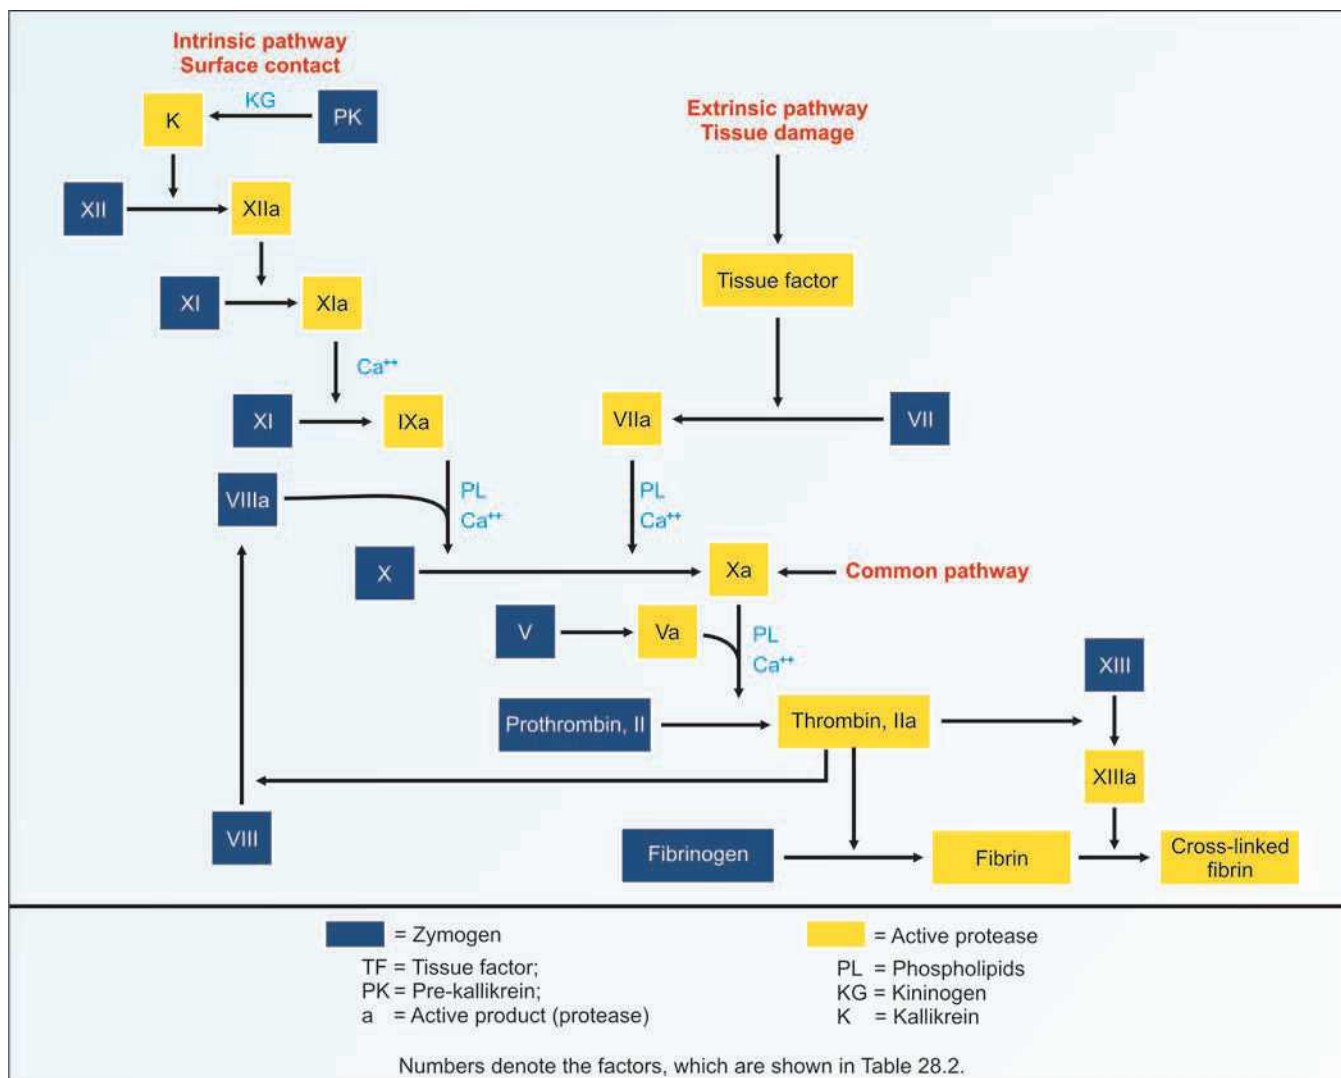 Intrinsic pathway
Surface contact
KG
K
PK
Extrinsic pathway
Tissue damage
XII
XIIa
Tissue factor
XI
XIa
Ca⁺⁺
XI
IXa
VIIa
VII
VIIIa
PL
Ca⁺⁺
PL
Ca⁺⁺
X
Xa
Common pathway
V
Va
PL
Ca⁺⁺
XIII
Prothrombin, II
Thrombin, IIa
XIIIa
VIII
Fibrinogen
Fibrin
Cross-linked
fibrin
= Zymogen
= Active protease
TF = Tissue factor;
PL = Phospholipids
PK = Pre-kallikrein;
KG = Kininogen
a = Active product (protease)
K = Kallikrein
Numbers denote the factors, which are shown in Table 28.2.